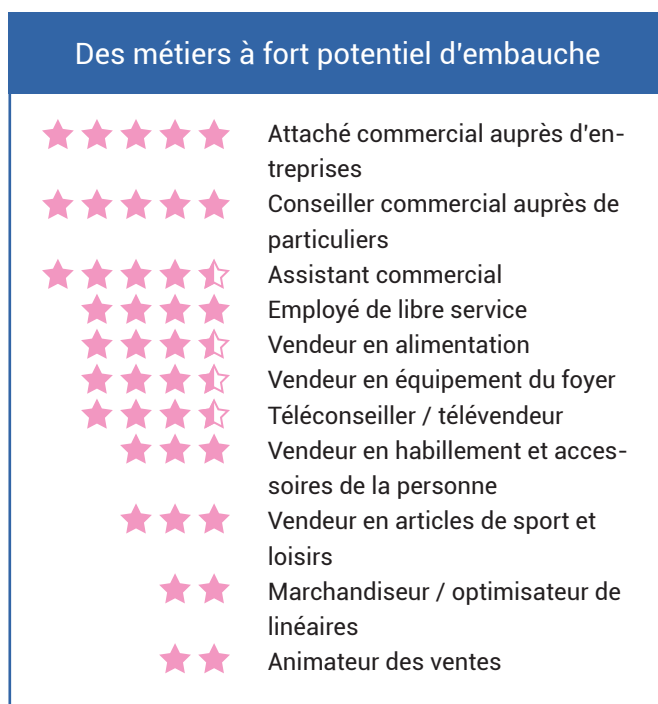 Des métiers à fort potentiel d'embauche
Attaché commercial auprès d'en-
treprises
Conseiller commercial auprès de
particuliers
Assistant commercial
Employé de libre service
Vendeur en alimentation
Vendeur en équipement du foyer
Téléconseiller / télévendeur
Vendeur en habillement et acces-
soires de la personne
Vendeur en articles de sport et
loisirs
Marchandiseur / optimisateur de
linéaires
Animateur des ventes